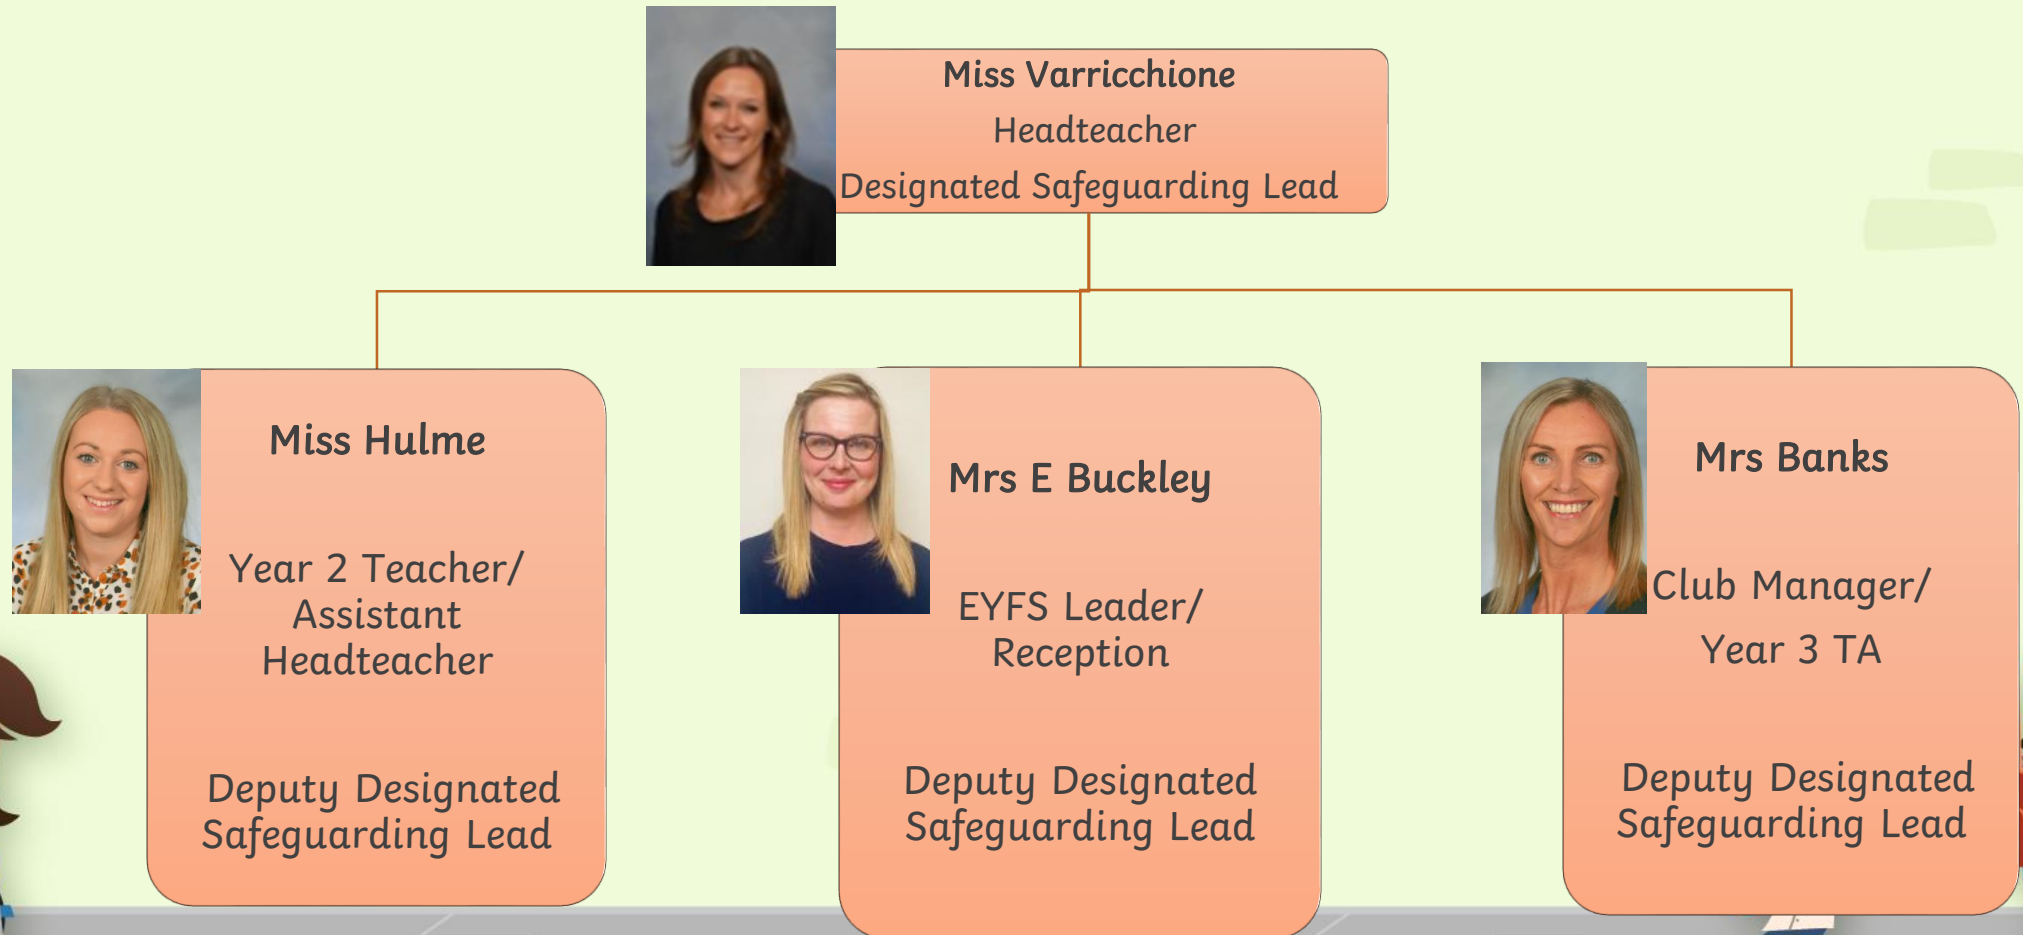 Miss Varricchione
Headteacher
Designated Safeguarding Lead
Miss Hulme
Year 2 Teacher/
Assistant
Headteacher
Deputy Designated
Safeguarding Lead
Mrs E Buckley
EYFS Leader/
Reception
Deputy Designated
Safeguarding Lead
Mrs Banks
Club Manager/
Year 3 TA
Deputy Designated
Safeguarding Lead